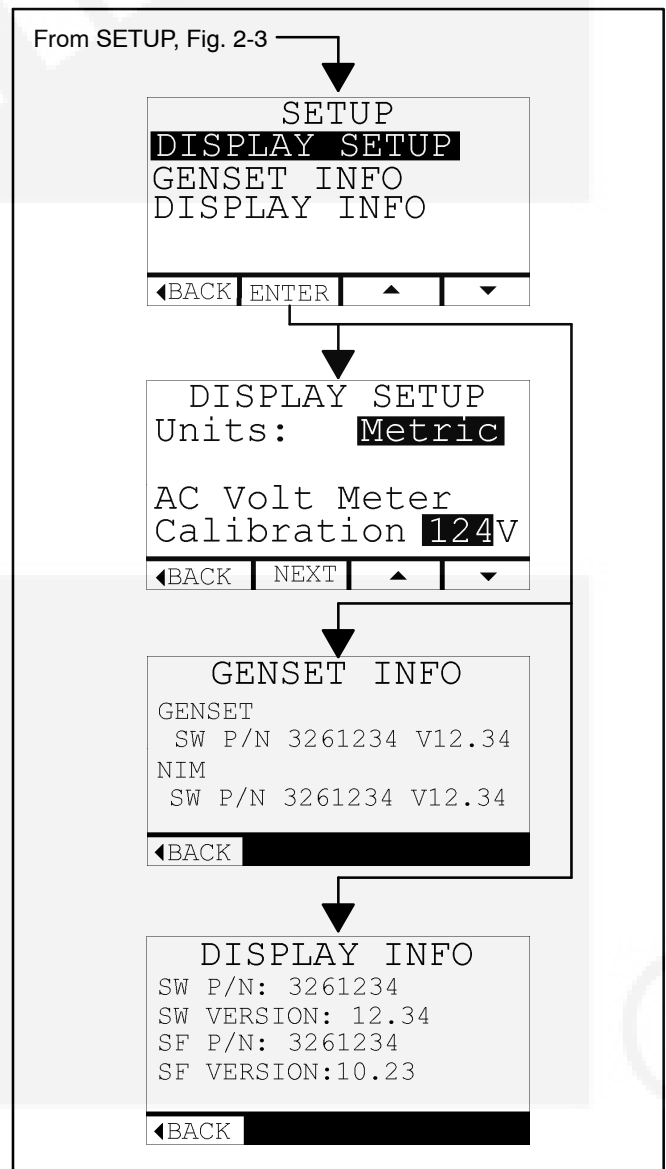 From SETUP, Fig. 2-3
SETUP
DISPLAY SETUP
GENSET INFO
DISPLAY INFO
◀BACK ENTER ▲ ▼
DISPLAY SETUP
Units: Metric
AC Volt Meter
Calibration 124V
◀BACK NEXT ▲ ▼
GENSET INFO
GENSET
SW P/N 3261234 V12.34
NIM
SW P/N 3261234 V12.34
◀BACK
DISPLAY INFO
SW P/N: 3261234
SW VERSION: 12.34
SF P/N: 3261234
SF VERSION:10.23
◀BACK